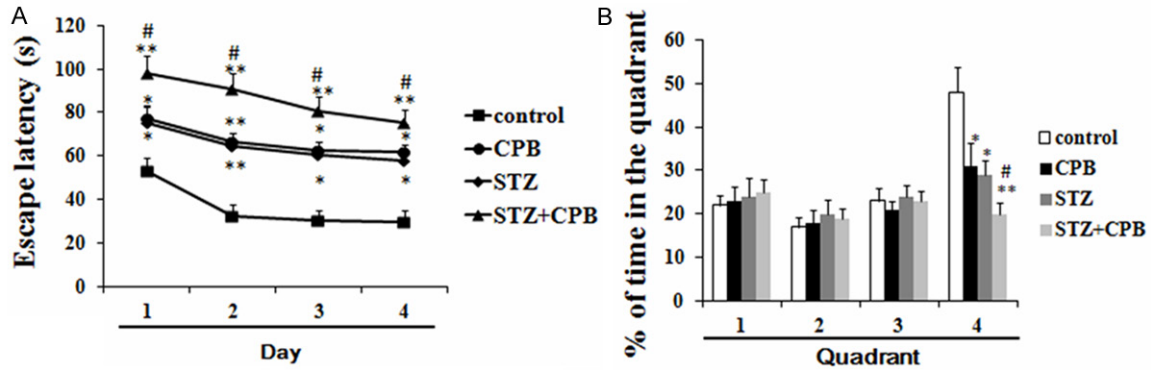 A
Escape latency (s)
120
100
80
60
40
20
0
#
**
#
**
#
**
#
**
*
**
*
*
*
**
*
*
1 2 3 4
Day
control
CPB
STZ
STZ+CPB
B
% of time in the quadrant
60
50
40
30
20
10
0
* *
#
**
1 2 3 4
Quadrant
control
CPB
STZ
STZ+CPB